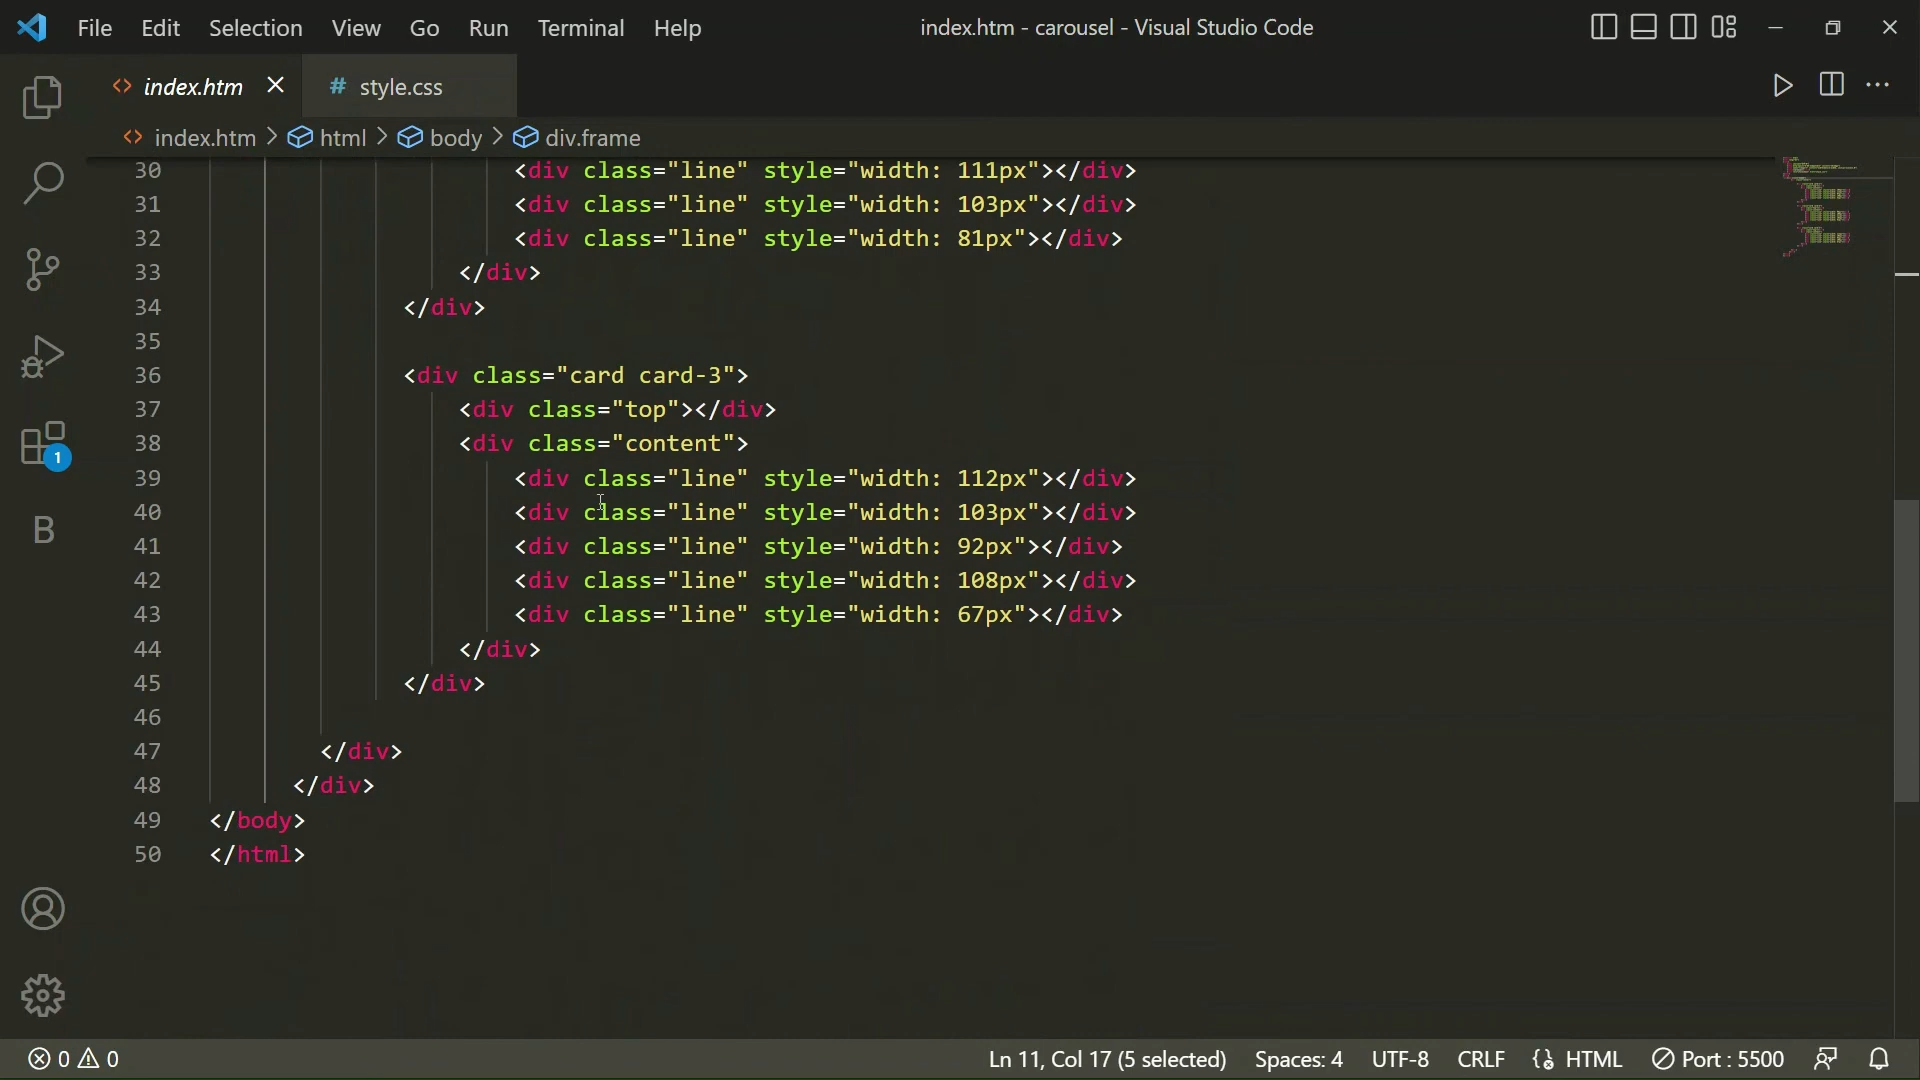 File Edit Selection View Go Run Terminal Help index.htm - carousel - Visual Studio Code
index.htm # style.css
index.htm > html > body > div.frame
30 <div class="line" style="width: 111px"></div>
31 <div class="line" style="width: 103px"></div>
32 <div class="line" style="width: 81px"></div>
33 </div>
34 </div>
35
36 <div class="card card-3">
37 <div class="top"></div>
38 <div class="content">
39 <div class="line" style="width: 112px"></div>
40 <div class="line" style="width: 103px"></div>
41 <div class="line" style="width: 92px"></div>
42 <div class="line" style="width: 108px"></div>
43 <div class="line" style="width: 67px"></div>
44 </div>
45 </div>
46
47 </div>
48 </div>
49 </body>
50 </html>
1
B
0 0 Ln 11, Col 17 (5 selected) Spaces: 4 UTF-8 CRLF HTML Port : 5500